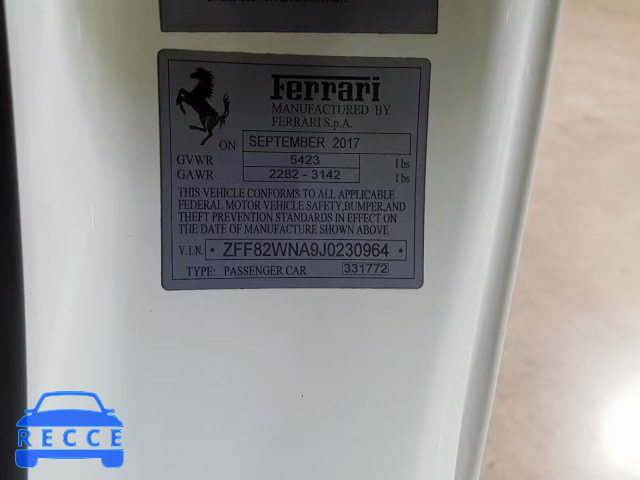 Ferrari
MANUFACTURED BY
FERRARI S.p.A.
ON SEPTEMBER 2017
GVWR 5423 lbs
GAWR 2282 - 3142 lbs
THIS VEHICLE CONFORMS TO ALL APPLICABLE
FEDERAL MOTOR VEHICLE SAFETY, BUMPER, AND
THEFT PREVENTION STANDARDS IN EFFECT ON
THE DATE OF MANUFACTURE SHOWN ABOVE
V.I.N. * ZFF82WNA9J0230964 *
TYPE: PASSENGER CAR 331772
RECCE